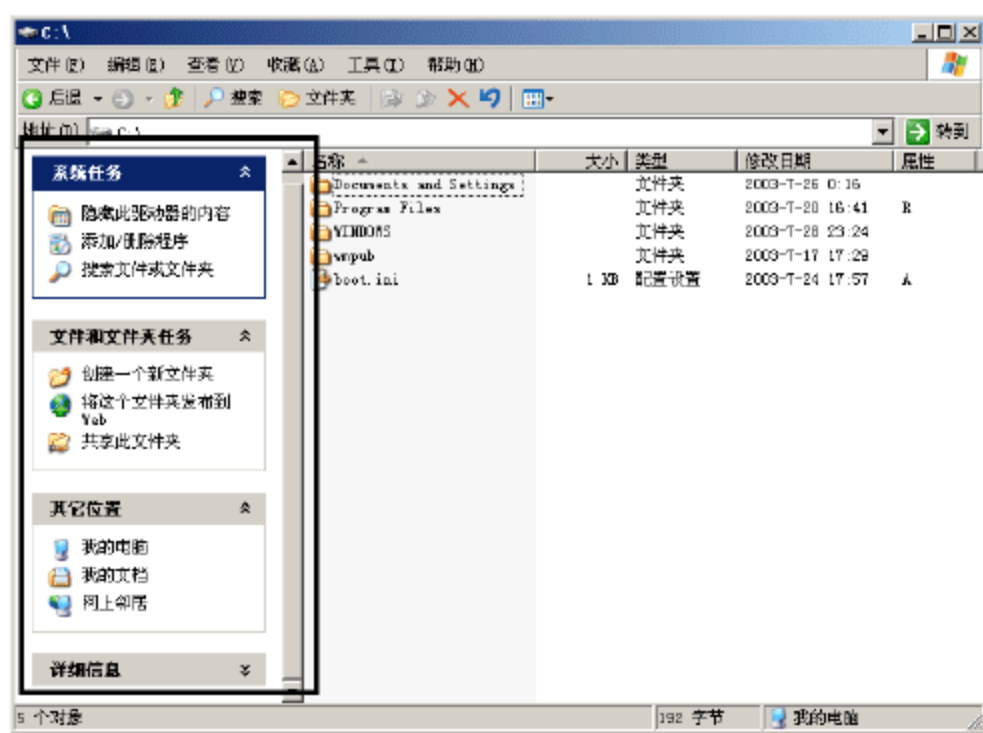 C:\
文件(F) 编辑(E) 查看(V) 收藏(A) 工具(T) 帮助(H)
后退 搜索 文件夹
地址(D) C:\ 转到
系统任务
隐藏此驱动器的内容
添加/删除程序
搜索文件或文件夹
文件和文件夹任务
创建一个新文件夹
将这个文件夹发布到
Web
共享此文件夹
其它位置
我的电脑
我的文档
网上邻居
详细信息
名称 大小 类型 修改日期 属性
Documents and Settings 文件夹 2003-7-26 0:16
Program Files 文件夹 2003-7-20 16:41 R
WINDOWS 文件夹 2003-7-28 23:24
wmpub 文件夹 2003-7-17 17:29
boot.ini 1 KB 配置设置 2003-7-24 17:57 A
5 个对象 192 字节 我的电脑